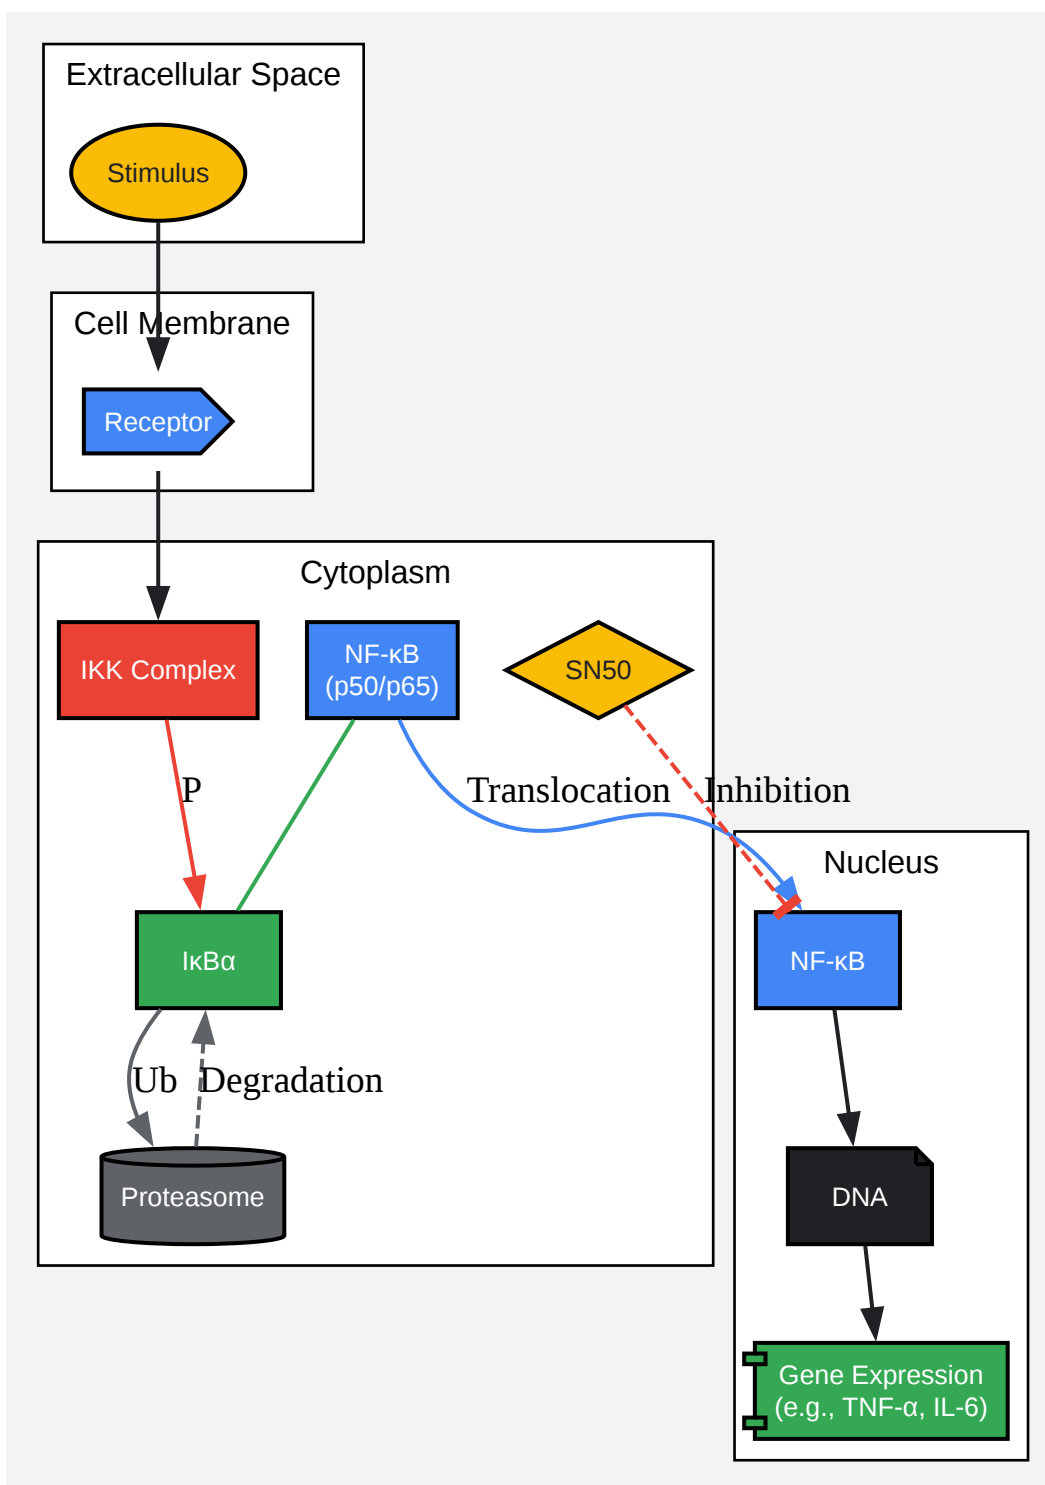 Extracellular Space
Stimulus
Cell Membrane
Receptor
Cytoplasm
IKK Complex
NF-κB
(p50/p65)
SN50
P
Translocation
Inhibition
Nucleus
IκBα
NF-κB
Ub
Degradation
Proteasome
DNA
Gene Expression
(e.g., TNF-α, IL-6)